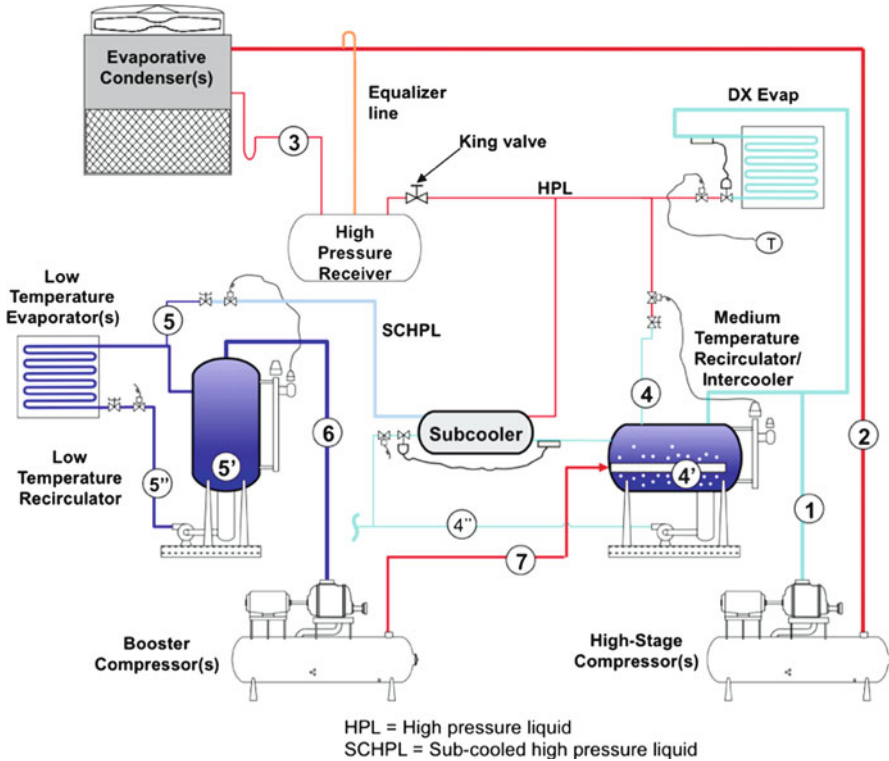 Evaporative
Condenser(s)
Equalizer
line
DX Evap
3
King valve
HPL
High
Pressure
Receiver
T
Low
Temperature
Evaporator(s)
5
SCHPL
Medium
Temperature
Recirculator/
Intercooler
4
6
Subcooler
2
Low
Temperature
Recirculator
5'
5"
4'
4"
1
7
Booster
Compressor(s)
High-Stage
Compressor(s)
HPL = High pressure liquid
SCHPL = Sub-cooled high pressure liquid